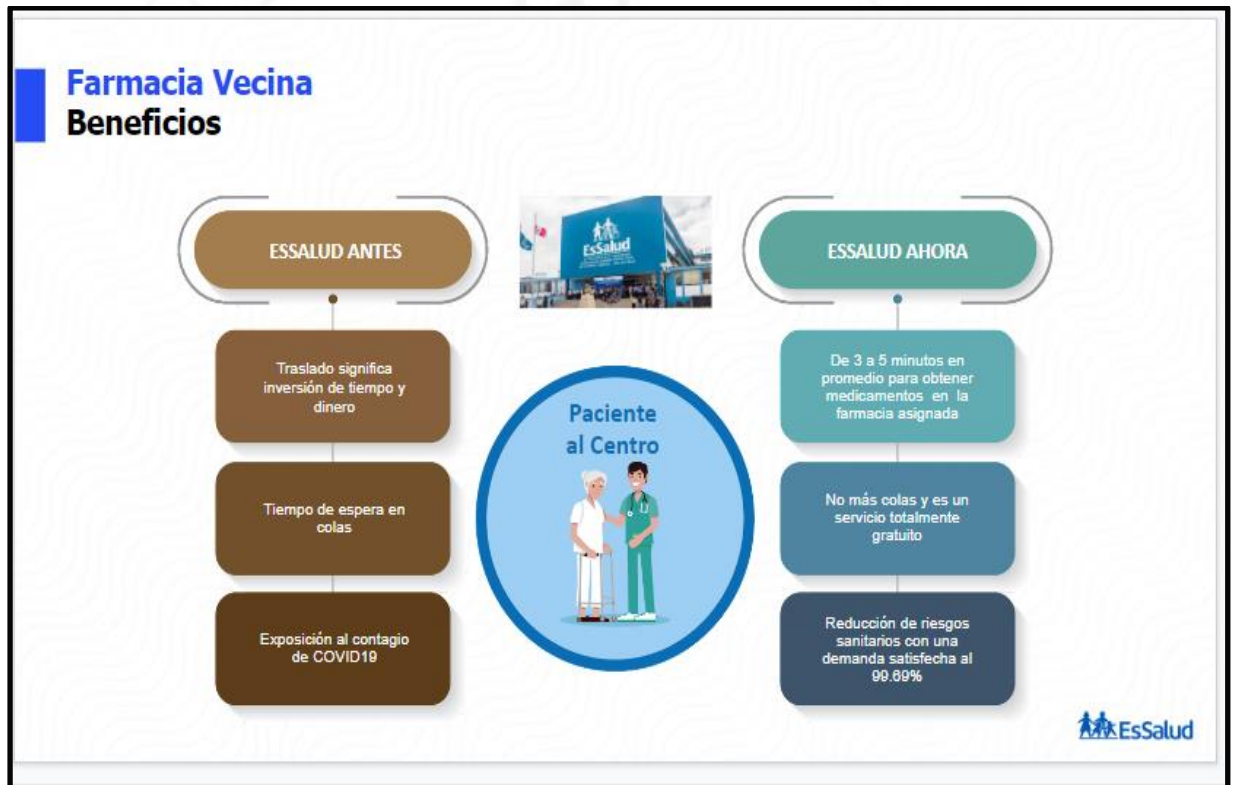 Farmacia Vecina
Beneficios
ESSALUD ANTES
Traslado significa
inversión de tiempo y
dinero
Tiempo de espera en
colas
Exposición al contagio
de COVID19
EsSalud
Paciente
al Centro
ESSALUD AHORA
De 3 a 5 minutos en
promedio para obtener
medicamentos en la
farmacia asignada
No más colas y es un
servicio totalmente
gratuito
Reducción de riesgos
sanitarios con una
demanda satisfecha al
99.69%
EsSalud